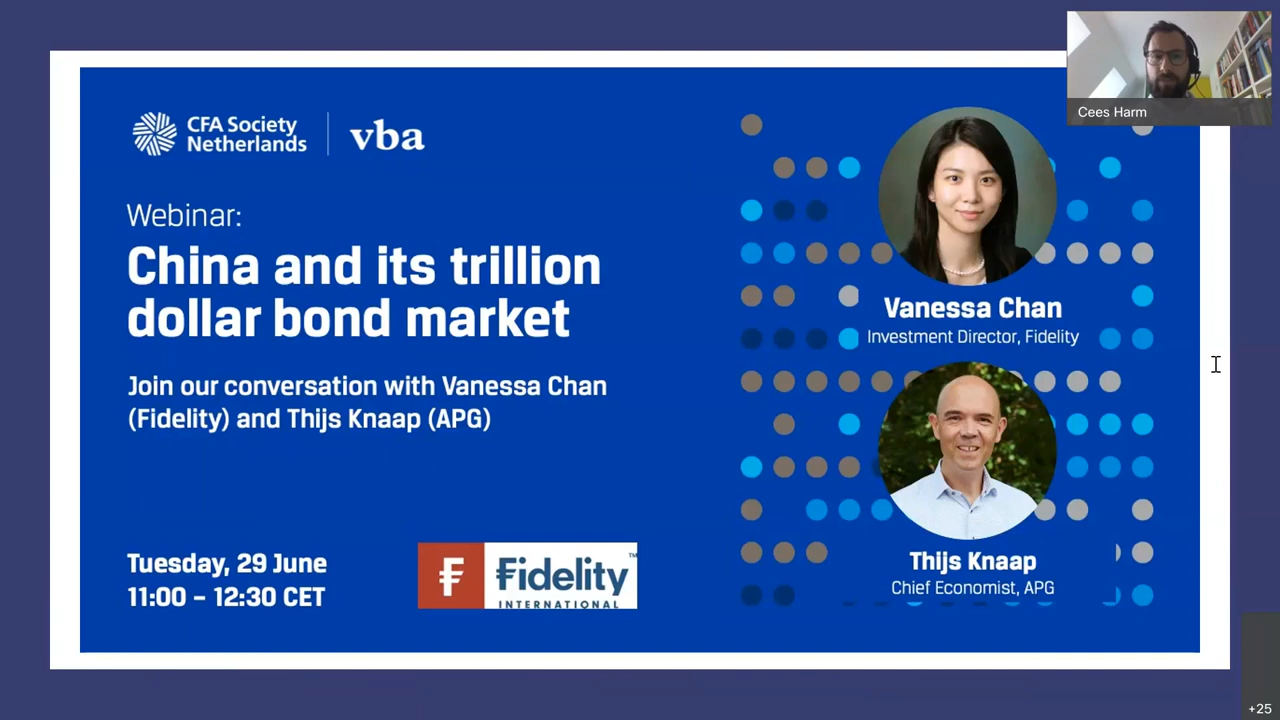 CFA Society
Netherlands
vba
Webinar:
China and its trillion
dollar bond market
Join our conversation with Vanessa Chan
(Fidelity) and Thijs Knaap (APG)
Tuesday, 29 June
11:00 – 12:30 CET
Fidelity™
INTERNATIONAL
Vanessa Chan
Investment Director, Fidelity
Thijs Knaap
Chief Economist, APG
Cees Harm
+25